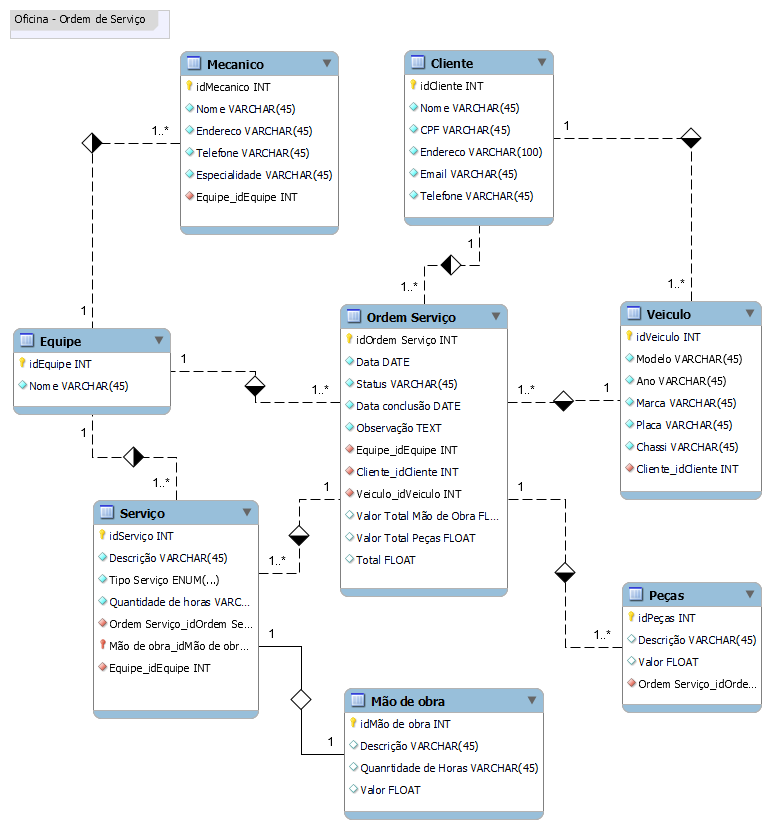 Oficina - Ordem de Serviço
Mecanico
idMecanico INT
Nome VARCHAR(45)
Endereco VARCHAR(45)
Telefone VARCHAR(45)
Especialidade VARCHAR(45)
Equipe_idEquipe INT
Cliente
idCliente INT
Nome VARCHAR(45)
CPF VARCHAR(45)
Endereco VARCHAR(100)
Email VARCHAR(45)
Telefone VARCHAR(45)
1..*
1
1
1
1..*
1..*
Equipe
idEquipe INT
Nome VARCHAR(45)
1
1..*
1
1..*
Ordem Serviço
idOrdem Serviço INT
Data DATE
Status VARCHAR(45)
Data conclusão DATE
Observação TEXT
Equipe_idEquipe INT
Cliente_idCliente INT
Veiculo_idVeiculo INT
Valor Total Mão de Obra FL...
Valor Total Peças FLOAT
Total FLOAT
1..*
1
Veiculo
idVeiculo INT
Modelo VARCHAR(45)
Ano VARCHAR(45)
Marca VARCHAR(45)
Placa VARCHAR(45)
Chassi VARCHAR(45)
Cliente_idCliente INT
1
1..*
1
1..*
Serviço
idServiço INT
Descrição VARCHAR(45)
Tipo Serviço ENUM(...)
Quantidade de horas VARC...
Ordem Serviço_idOrdem Se...
Mão de obra_idMão de obr...
Equipe_idEquipe INT
Peças
idPeças INT
Descrição VARCHAR(45)
Valor FLOAT
Ordem Serviço_idOrde...
1
1
Mão de obra
idMão de obra INT
Descrição VARCHAR(45)
Quanrtidade de Horas VARCHAR(45)
Valor FLOAT